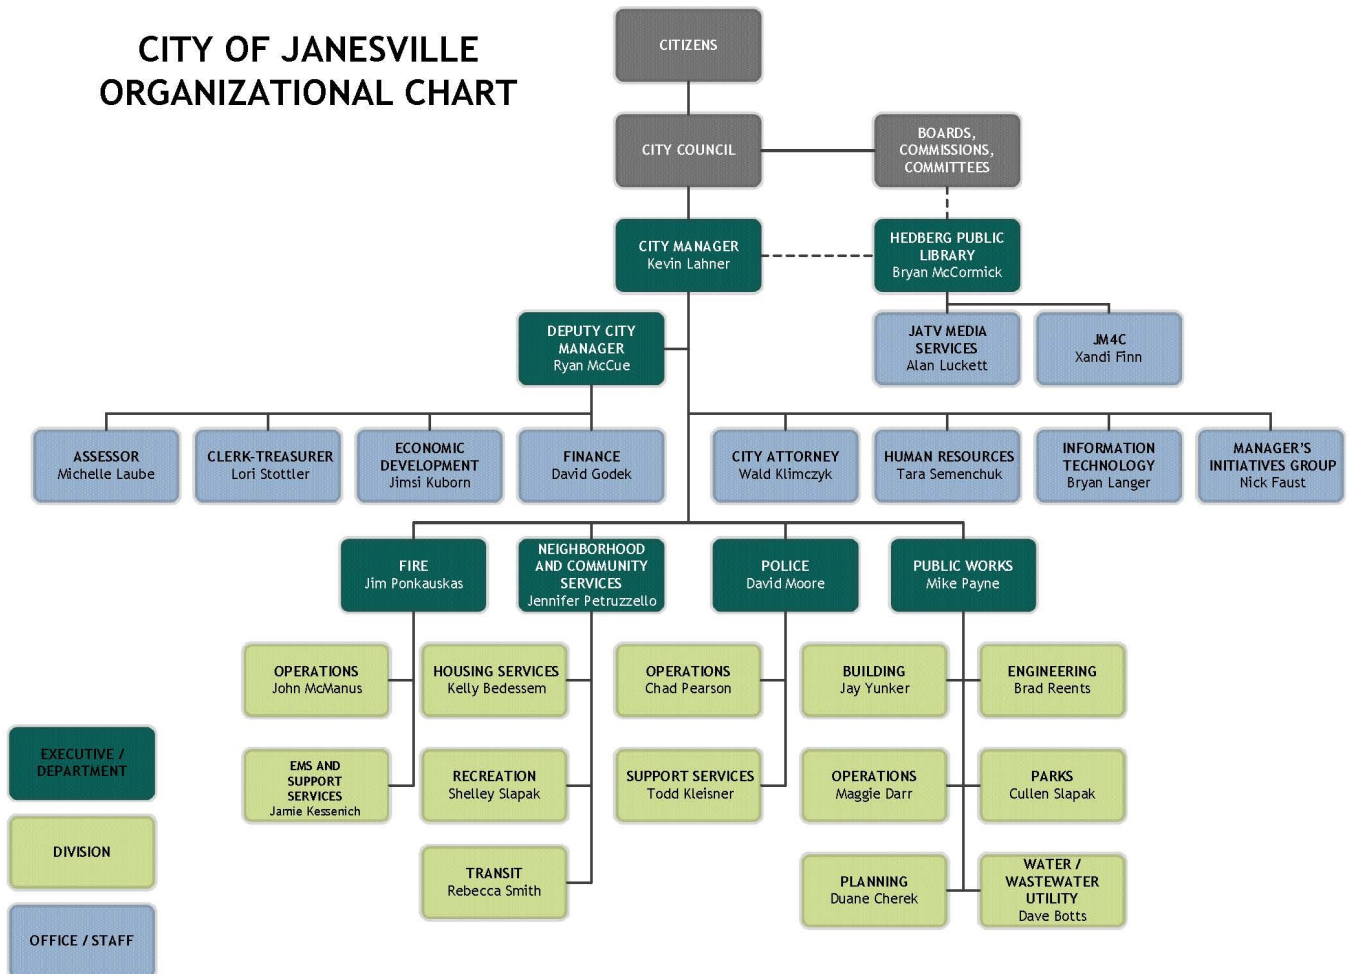 CITY OF JANESVILLE
ORGANIZATIONAL CHART
CITIZENS
CITY COUNCIL
BOARDS,
COMMISSIONS,
COMMITTEES
CITY MANAGER
Kevin Lahner
HEDBERG PUBLIC
LIBRARY
Bryan McCormick
DEPUTY CITY
MANAGER
Ryan McCue
JATV MEDIA
SERVICES
Alan Luckett
JM4C
Xandi Finn
ASSESSOR
Michelle Laube
CLERK-TREASURER
Lori Stottler
ECONOMIC
DEVELOPMENT
Jimsi Kuborn
FINANCE
David Godek
CITY ATTORNEY
Wald Klimczyk
HUMAN RESOURCES
Tara Semenchuk
INFORMATION
TECHNOLOGY
Bryan Langer
MANAGER'S
INITIATIVES GROUP
Nick Faust
FIRE
Jim Ponkauskas
NEIGHBORHOOD
AND COMMUNITY
SERVICES
Jennifer Petruzzello
POLICE
David Moore
PUBLIC WORKS
Mike Payne
OPERATIONS
John McManus
HOUSING SERVICES
Kelly Bedessem
OPERATIONS
Chad Pearson
BUILDING
Jay Yunker
ENGINEERING
Brad Reents
EMS AND
SUPPORT
SERVICES
Jamie Kessenich
RECREATION
Shelley Slapak
SUPPORT SERVICES
Todd Kleisner
OPERATIONS
Maggie Darr
PARKS
Cullen Slapak
TRANSIT
Rebecca Smith
PLANNING
Duane Cherek
WATER /
WASTEWATER
UTILITY
Dave Botts
EXECUTIVE /
DEPARTMENT
DIVISION
OFFICE / STAFF